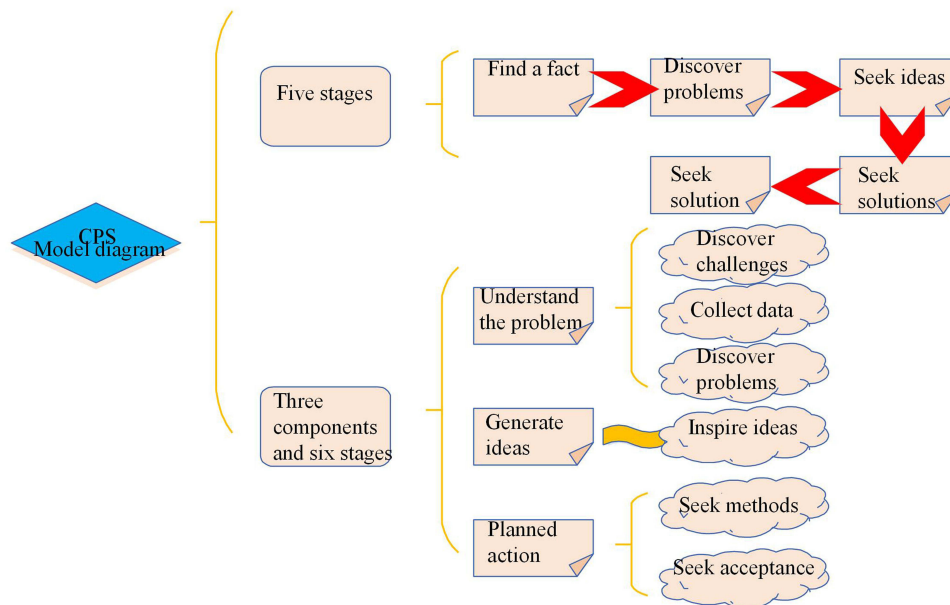 CPS
Model diagram
Five stages
Find a fact
Discover
problems
Seek ideas
Seek
solutions
Seek
solution
Three
components
and six stages
Understand
the problem
Discover
challenges
Collect data
Discover
problems
Generate
ideas
Inspire ideas
Planned
action
Seek methods
Seek acceptance